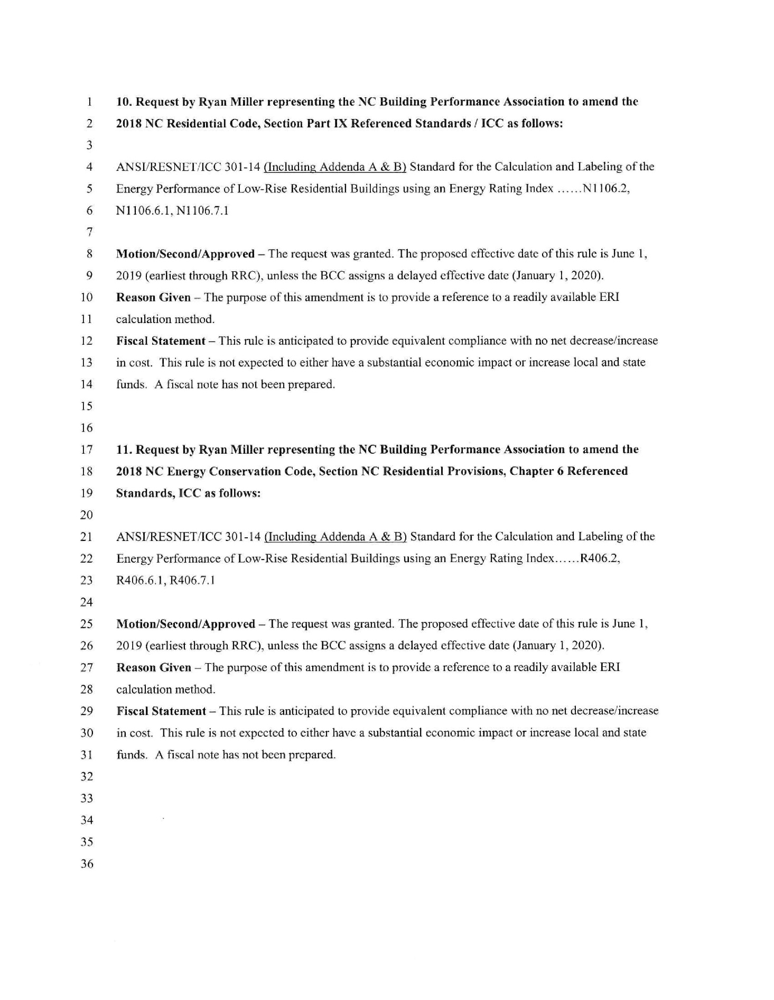 1 10. Request by Ryan Miller representing the NC Building Performance Association to amend the
2 2018 NC Residential Code, Section Part IX Referenced Standards / ICC as follows:
3
4 ANSI/RESNET/ICC 301-14 (Including Addenda A & B) Standard for the Calculation and Labeling of the
5 Energy Performance of Low-Rise Residential Buildings using an Energy Rating Index ......N1106.2,
6 N1106.6.1, N1106.7.1
7
8 Motion/Second/Approved – The request was granted. The proposed effective date of this rule is June 1,
9 2019 (earliest through RRC), unless the BCC assigns a delayed effective date (January 1, 2020).
10 Reason Given – The purpose of this amendment is to provide a reference to a readily available ERI
11 calculation method.
12 Fiscal Statement – This rule is anticipated to provide equivalent compliance with no net decrease/increase
13 in cost.  This rule is not expected to either have a substantial economic impact or increase local and state
14 funds.  A fiscal note has not been prepared.
15
16
17 11. Request by Ryan Miller representing the NC Building Performance Association to amend the
18 2018 NC Energy Conservation Code, Section NC Residential Provisions, Chapter 6 Referenced
19 Standards, ICC as follows:
20
21 ANSI/RESNET/ICC 301-14 (Including Addenda A & B) Standard for the Calculation and Labeling of the
22 Energy Performance of Low-Rise Residential Buildings using an Energy Rating Index......R406.2,
23 R406.6.1, R406.7.1
24
25 Motion/Second/Approved – The request was granted. The proposed effective date of this rule is June 1,
26 2019 (earliest through RRC), unless the BCC assigns a delayed effective date (January 1, 2020).
27 Reason Given – The purpose of this amendment is to provide a reference to a readily available ERI
28 calculation method.
29 Fiscal Statement – This rule is anticipated to provide equivalent compliance with no net decrease/increase
30 in cost.  This rule is not expected to either have a substantial economic impact or increase local and state
31 funds.  A fiscal note has not been prepared.
32
33
34
35
36